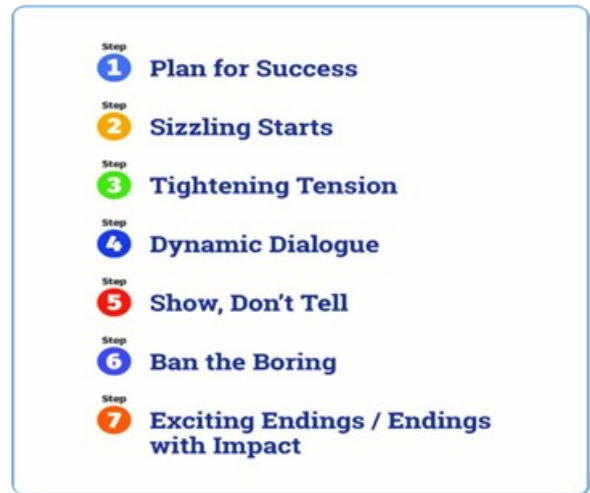 Step
1 Plan for Success
Step
2 Sizzling Starts
Step
3 Tightening Tension
Step
4 Dynamic Dialogue
Step
5 Show, Don't Tell
Step
6 Ban the Boring
Step
7 Exciting Endings / Endings
with Impact